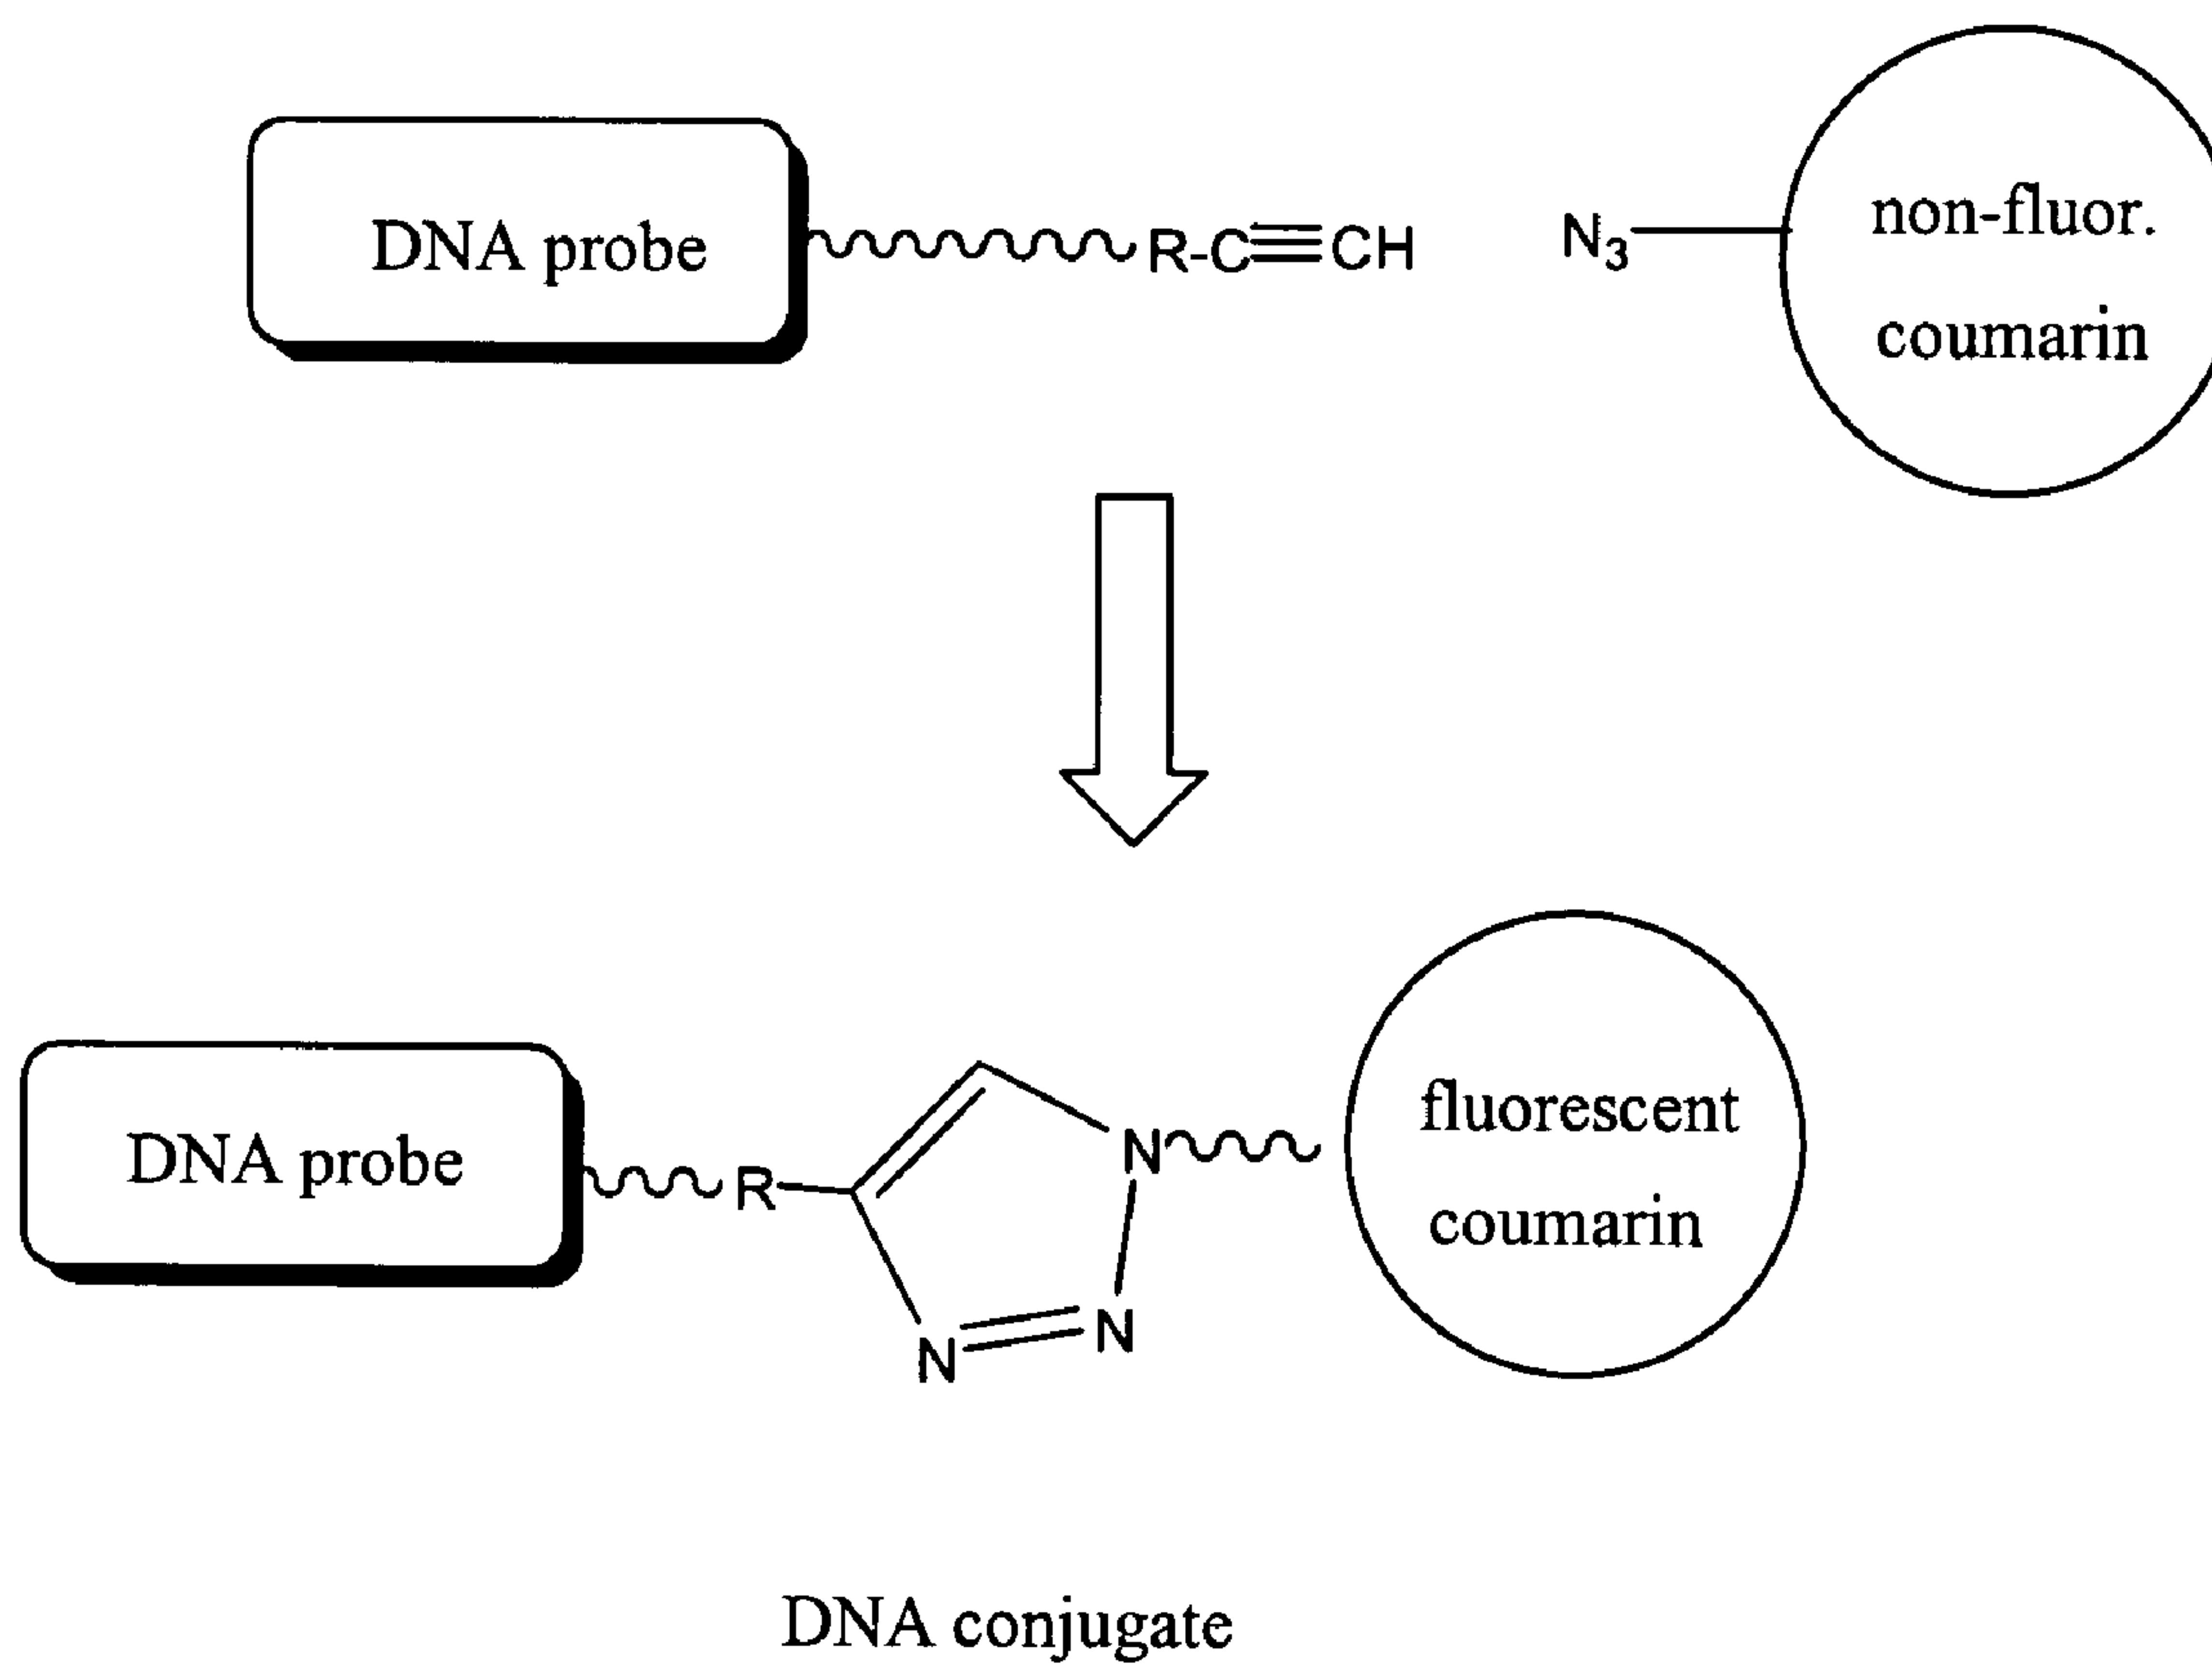 DNA probe
R-C≡CH
N₃
non-fluor.
coumarin
DNA probe
R
N
N
N
fluorescent
coumarin
DNA conjugate